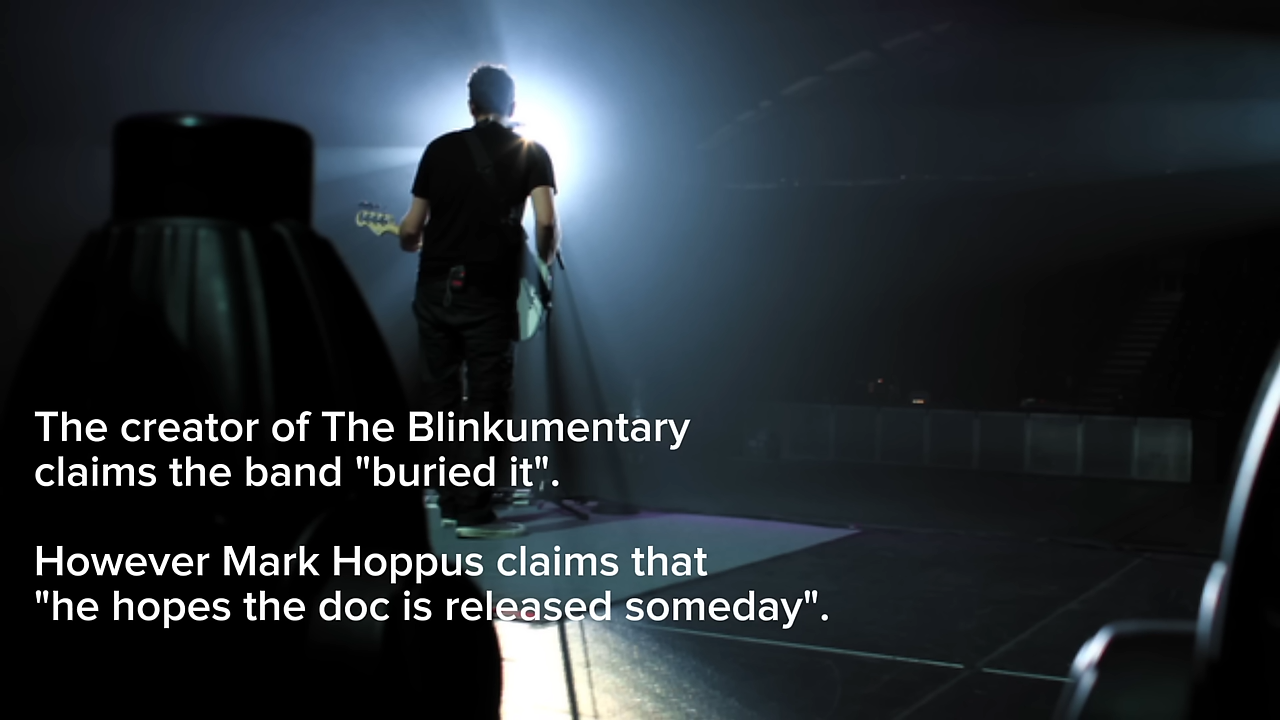 The creator of The Blinkumentary
claims the band "buried it".
However Mark Hoppus claims that
"he hopes the doc is released someday".